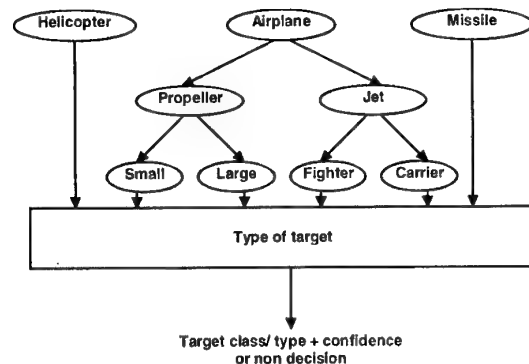 Helicopter
Airplane
Missile
Propeller
Jet
Small
Large
Fighter
Carrier
Type of target
Target class/ type + confidence
or non decision